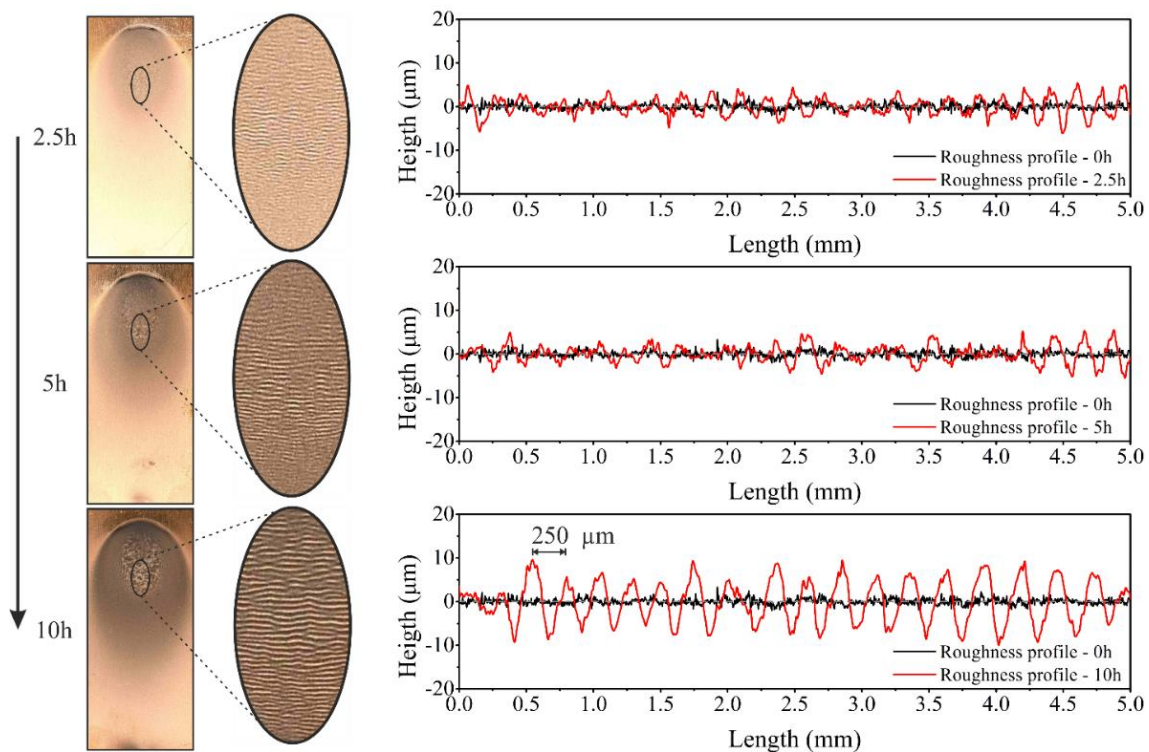 2.5h
5h
10h
Heigth (µm)
20
10
0
-10
-20
Roughness profile - 0h
Roughness profile - 2.5h
0.0 0.5 1.0 1.5 2.0 2.5 3.0 3.5 4.0 4.5 5.0
Length (mm)
Heigth (µm)
20
10
0
-10
-20
Roughness profile - 0h
Roughness profile - 5h
0.0 0.5 1.0 1.5 2.0 2.5 3.0 3.5 4.0 4.5 5.0
Length (mm)
Heigth (µm)
20
10
0
-10
-20
250 µm
Roughness profile - 0h
Roughness profile - 10h
0.0 0.5 1.0 1.5 2.0 2.5 3.0 3.5 4.0 4.5 5.0
Length (mm)